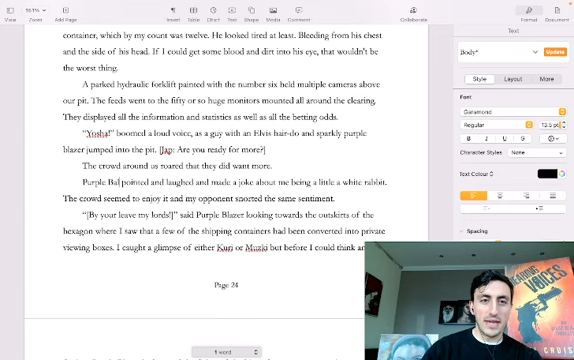 View
Zoom
Add Page
Insert
Table
Chart
Text
Shape
Media
Comment
Collaborate
Format
Document
container, which by my count was twelve. He looked tired at least. Bleeding from his chest
and the side of his head. If I could get some blood and dirt into his eye, that wouldn't be
the worst thing.
A parked hydraulic forklift painted with the number six held multiple cameras above
our pit. The feeds went to the fifty or so huge monitors mounted all around the clearing.
They displayed all the information and statistics as well as all the betting odds.
"Yosha!" boomed a loud voice, as a guy with an Elvis hair-do and sparkly purple
blazer jumped into the pit. [Jap: Are you ready for more?]
The crowd around us roared that they did want more.
Purple Bal pointed and laughed and made a joke about me being a little a white rabbit.
The crowd seemed to enjoy it and my opponent snorted the same sentiment.
"[By your leave my lords!]" said Purple Blazer looking towards the outskirts of the
hexagon where I saw that a few of the shipping containers had been converted into private
viewing boxes. I caught a glimpse of either Kuri or Muzki but before I could think
Page 24
1 word
Text
Body*
Update
Style
Layout
More
Font
Garamond
Regular
13.5 pt
B I U S
Character Styles
None
Text Colour
Spacing
HEARING
VOICES
CRUIS